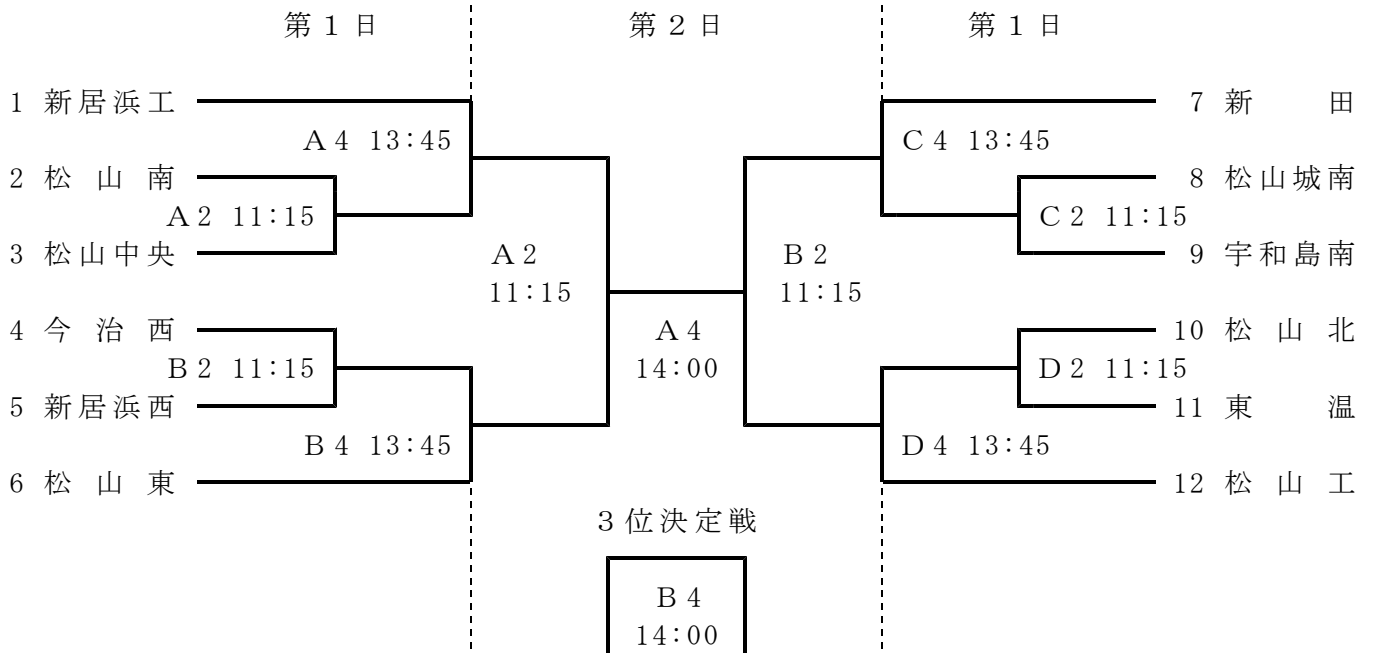 第１日 第２日 第１日
1 新居浜工 7 新 田
A4 13:45 C4 13:45
2 松山南 8 松山城南
A2 11:15 C2 11:15
3 松山中央 A2 B2 9 宇和島南
11:15 11:15
4 今治西 A4 10 松山北
B2 11:15 14:00 D2 11:15
5 新居浜西 11 東 温
B4 13:45 D4 13:45
6 松山東 12 松山工
３位決定戦
B4
14:00